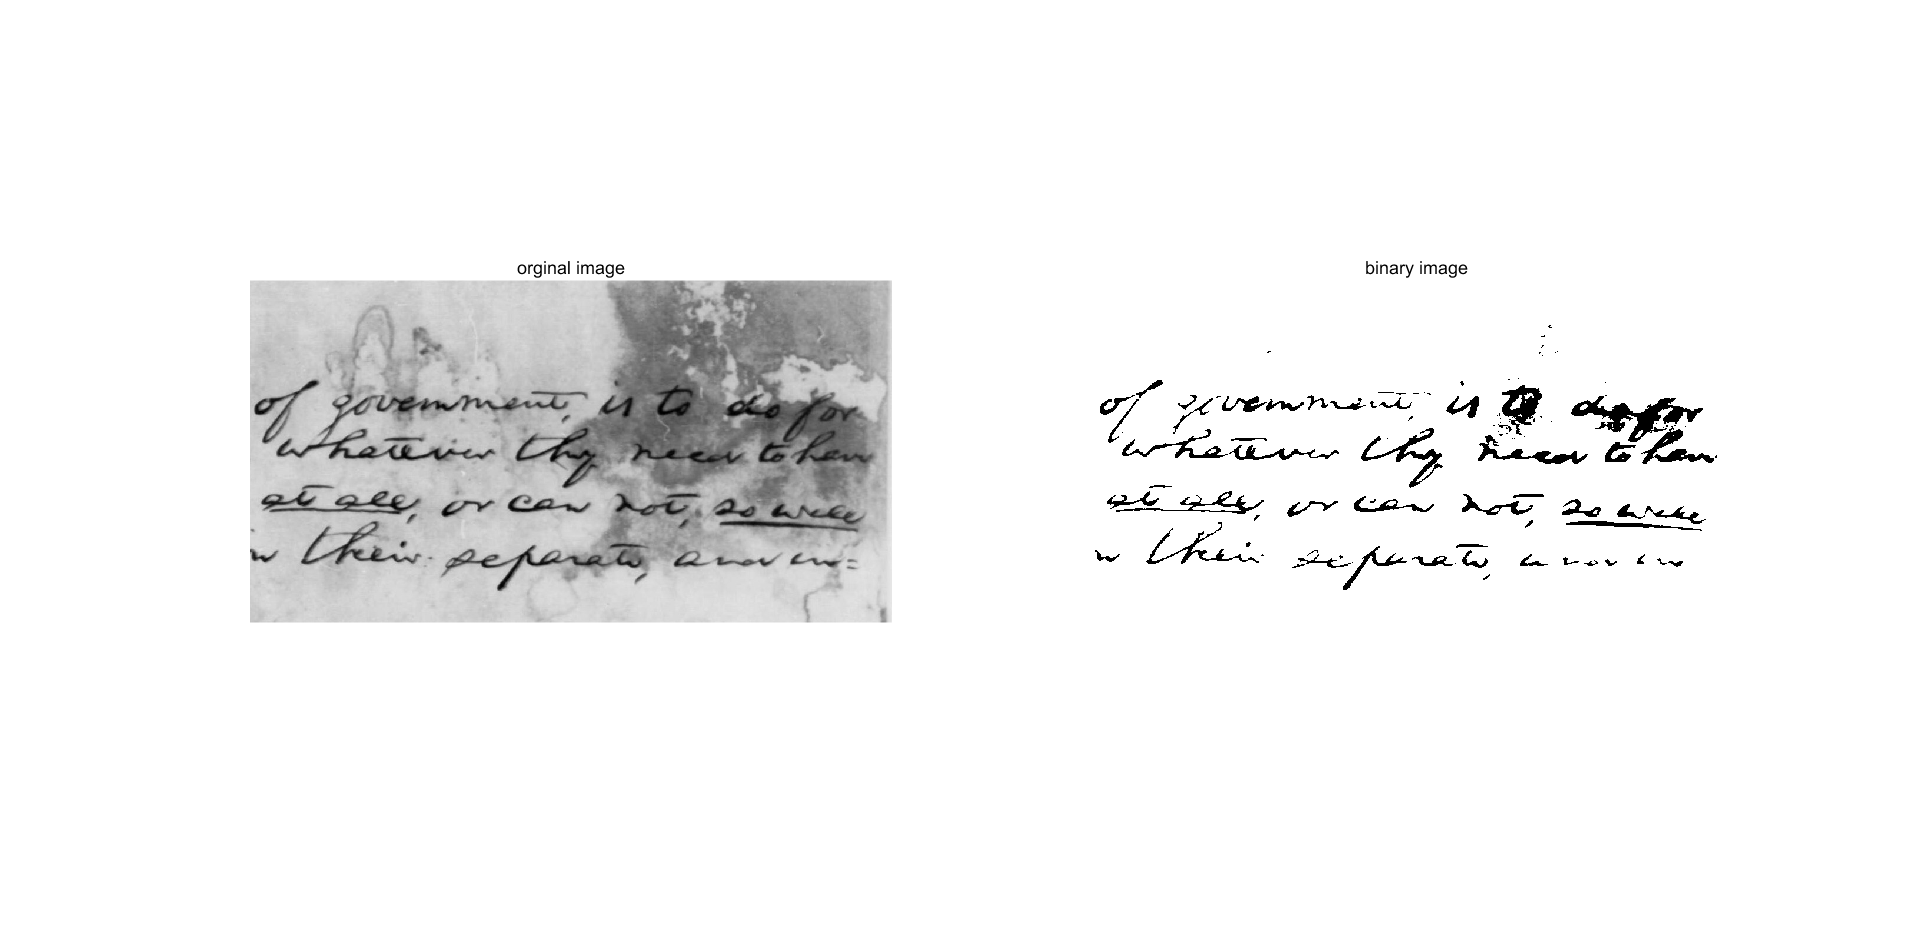 orginal image
of government, is to do for
whatever they need to have
at all, or can not, so well
in their separate, and in=
binary image
of government, is to do for
whatever they need to have
at all, or can not, so well
in their separate, and in